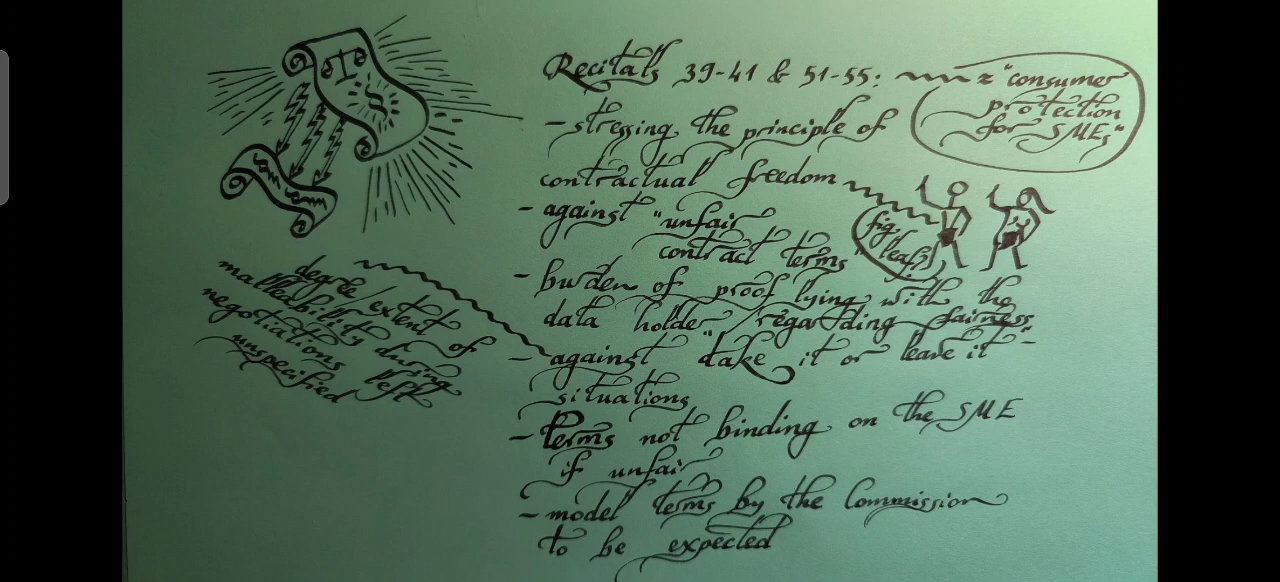 Recitals 39-41 & 51-55:
"consumer
protection
for SMEs"
- stressing the principle of
contractual freedom
- against "unfair
contract terms"
fig
leafs
- burden of proof lying with the
data holder / regarding fairness
- against "take it or leave it"
situations
- Terms not binding on the SME
if unfair
- model terms by the Commission
to be expected
degree/extent of
malleability during
negotiations left
unspecified